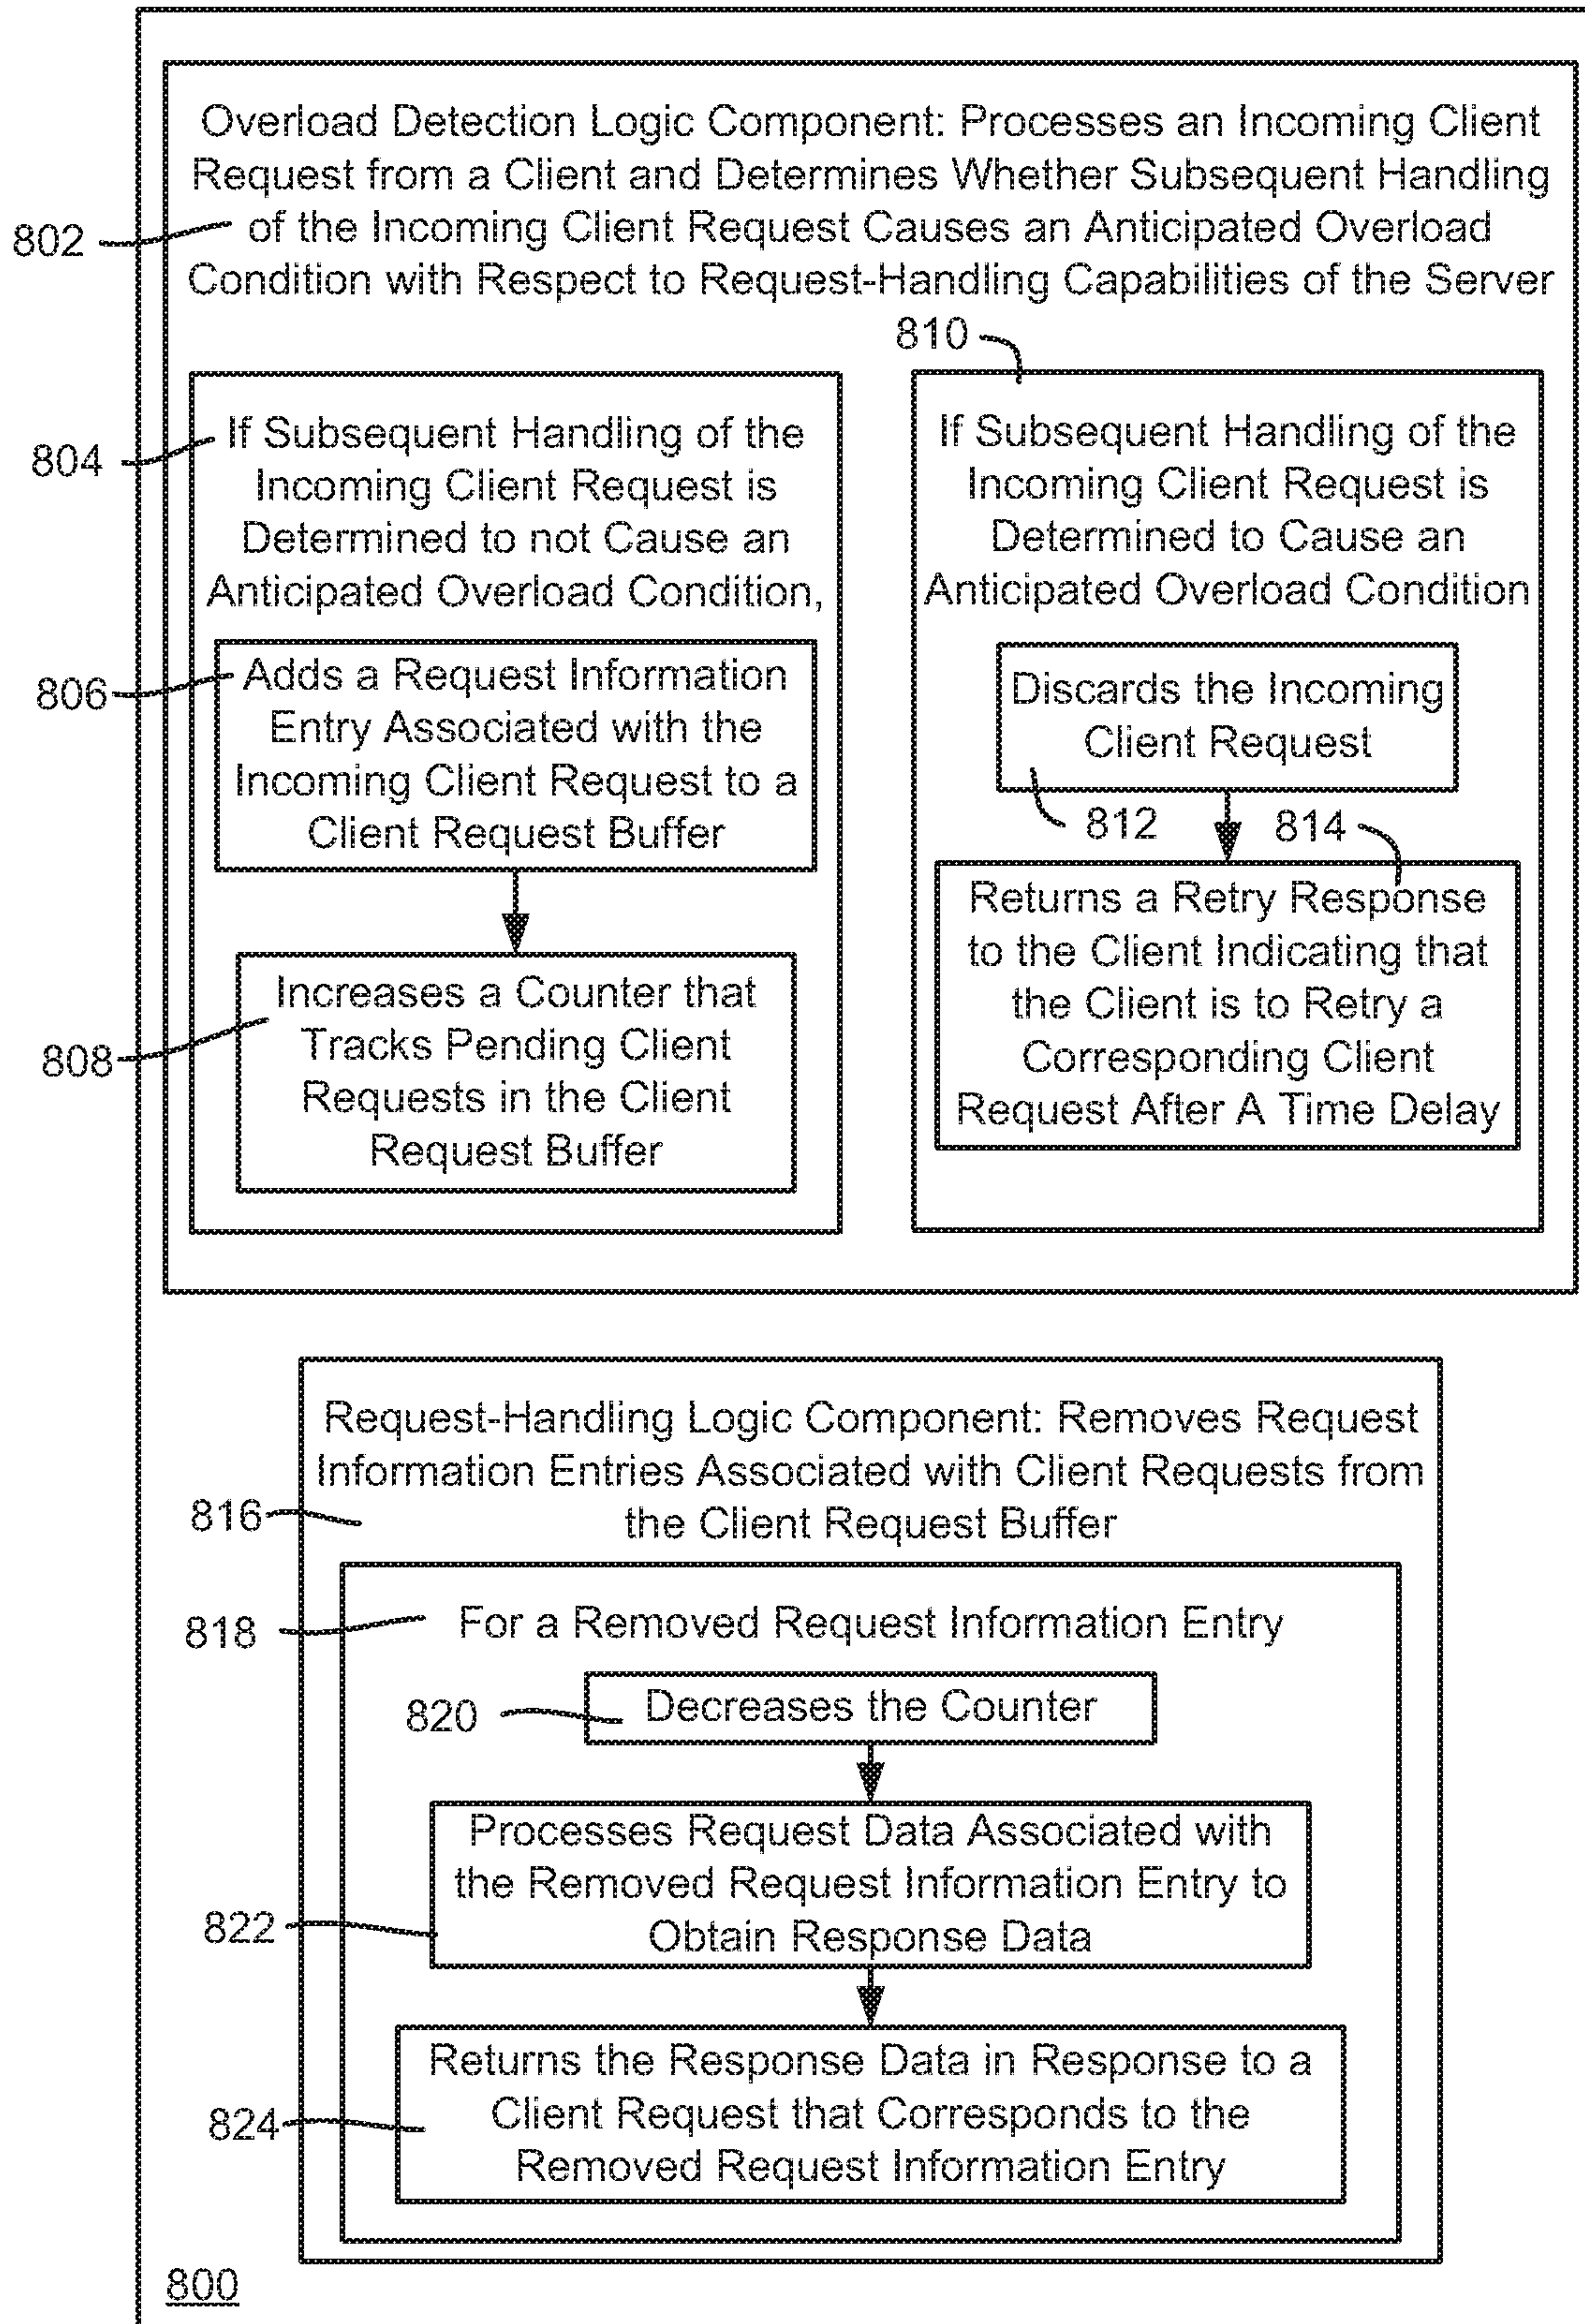 Overload Detection Logic Component: Processes an Incoming Client
Request from a Client and Determines Whether Subsequent Handling
802
of the Incoming Client Request Causes an Anticipated Overload
Condition with Respect to Request-Handling Capabilities of the Server
804
If Subsequent Handling of the
Incoming Client Request is
Determined to not Cause an
Anticipated Overload Condition,
806
Adds a Request Information
Entry Associated with the
Incoming Client Request to a
Client Request Buffer
808
Increases a Counter that
Tracks Pending Client
Requests in the Client
Request Buffer
810
If Subsequent Handling of the
Incoming Client Request is
Determined to Cause an
Anticipated Overload Condition
Discards the Incoming
Client Request
812
814
Returns a Retry Response
to the Client Indicating that
the Client is to Retry a
Corresponding Client
Request After A Time Delay
Request-Handling Logic Component: Removes Request
Information Entries Associated with Client Requests from
816
the Client Request Buffer
818
For a Removed Request Information Entry
820
Decreases the Counter
Processes Request Data Associated with
the Removed Request Information Entry to
822
Obtain Response Data
Returns the Response Data in Response to a
824
Client Request that Corresponds to the
Removed Request Information Entry
800